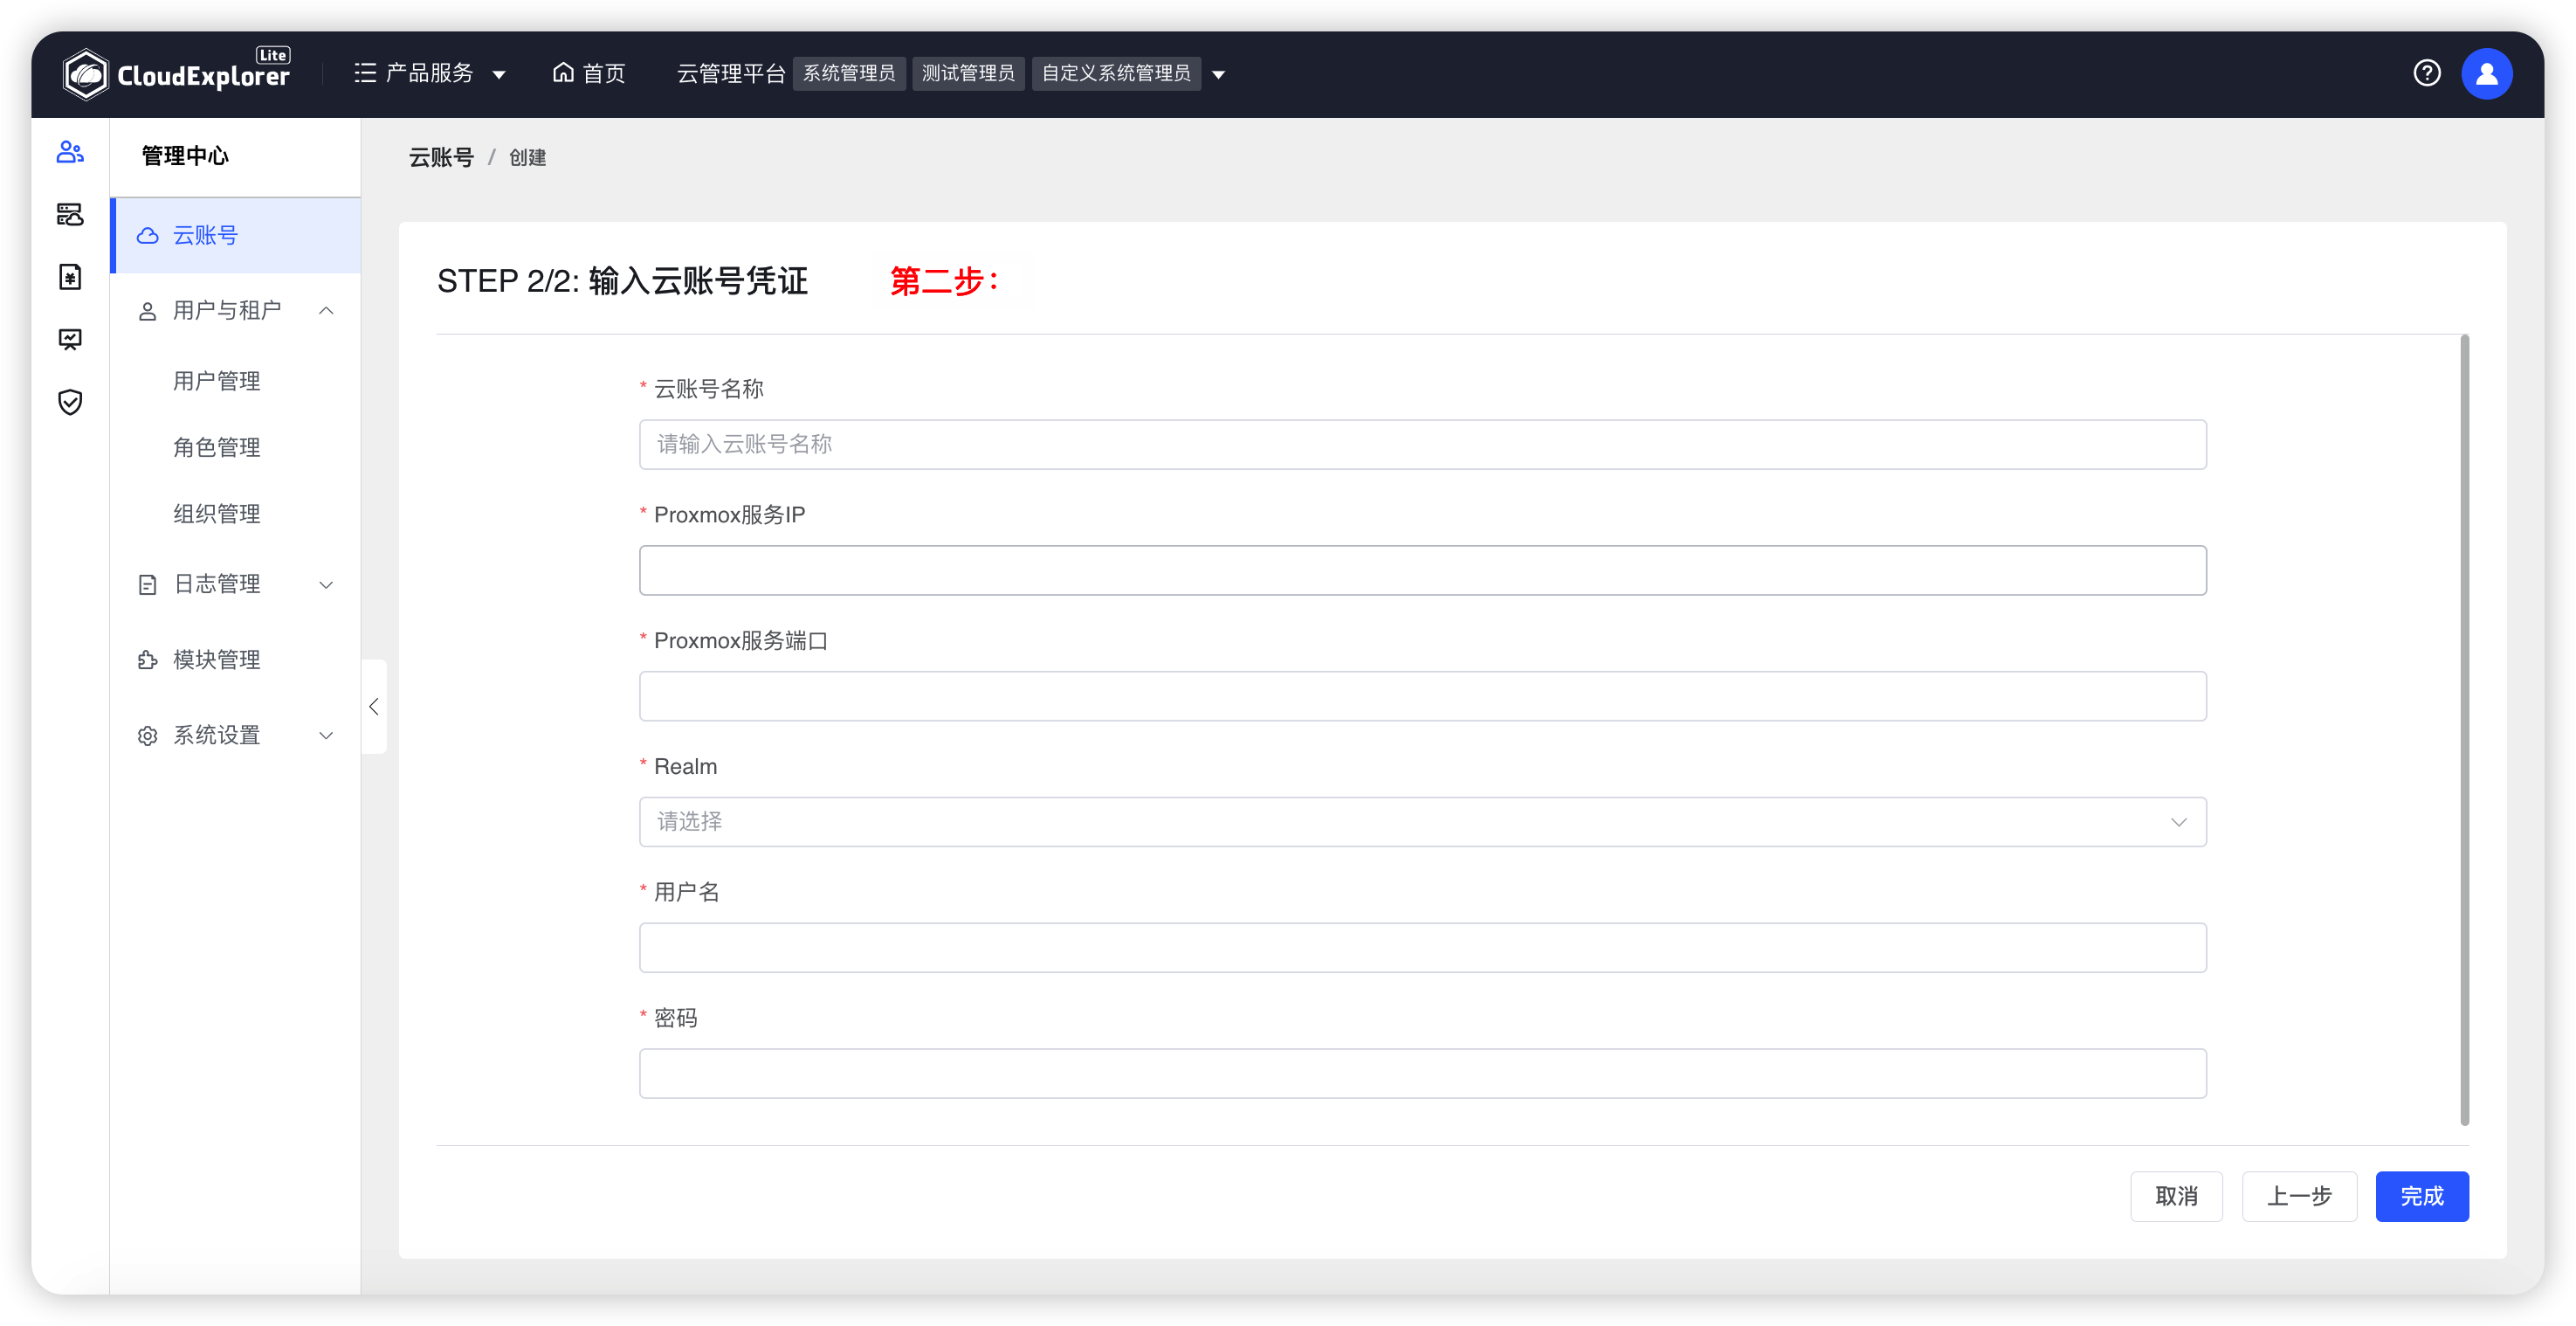 CloudExplorer Lite
产品服务
首页
云管理平台 系统管理员 测试管理员 自定义系统管理员
管理中心
云账号
用户与租户
用户管理
角色管理
组织管理
日志管理
模块管理
系统设置
云账号 / 创建
STEP 2/2: 输入云账号凭证 第二步：
* 云账号名称
请输入云账号名称
* Proxmox服务IP
* Proxmox服务端口
* Realm
请选择
* 用户名
* 密码
取消 上一步 完成